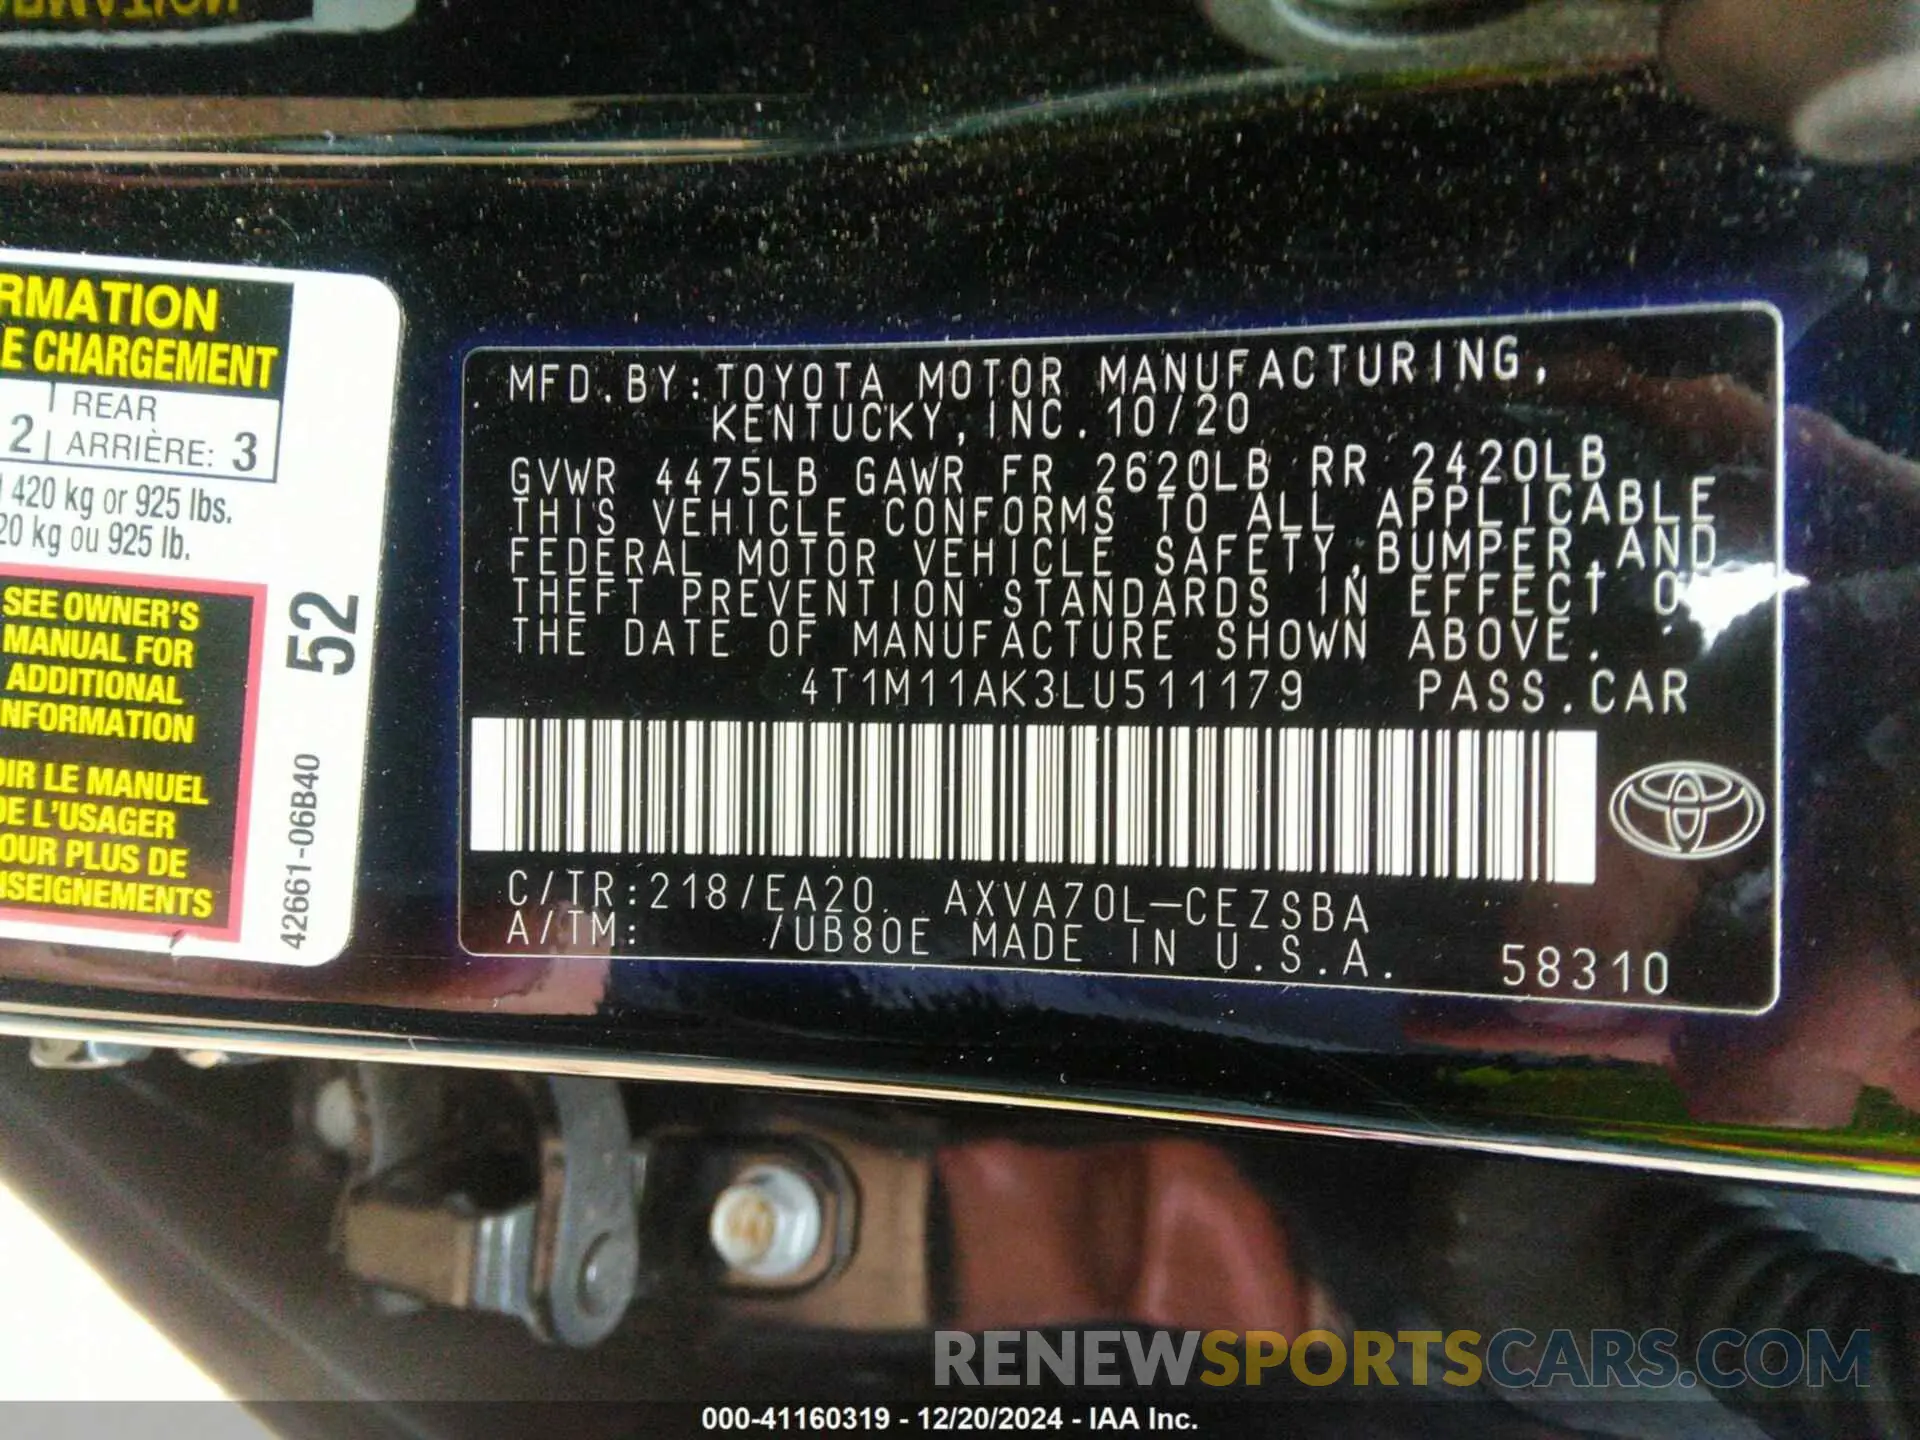 RMATION
E CHARGEMENT
REAR
2 ARRIÈRE: 3
420 kg or 925 lbs.
20 kg ou 925 lb.
SEE OWNER'S
MANUAL FOR
ADDITIONAL
NFORMATION
OIR LE MANUEL
DE L'USAGER
OUR PLUS DE
NSEIGNEMENTS
52
42661-06B40
MFD.BY:TOYOTA MOTOR MANUFACTURING,
KENTUCKY,INC.10/20
GVWR 4475LB GAWR FR 2620LB RR 2420LB
THIS VEHICLE CONFORMS TO ALL APPLICABLE
FEDERAL MOTOR VEHICLE SAFETY,BUMPER,AND
THEFT PREVENTION STANDARDS IN EFFECT O
THE DATE OF MANUFACTURE SHOWN ABOVE.
4T1M11AK3LU511179 PASS.CAR
C/TR:218/EA20 AXVA70L-CEZSBA
A/TM: /UB80E MADE IN U.S.A.
58310
RENEWSPORTSCARS.COM
000-41160319 - 12/20/2024 - IAA Inc.